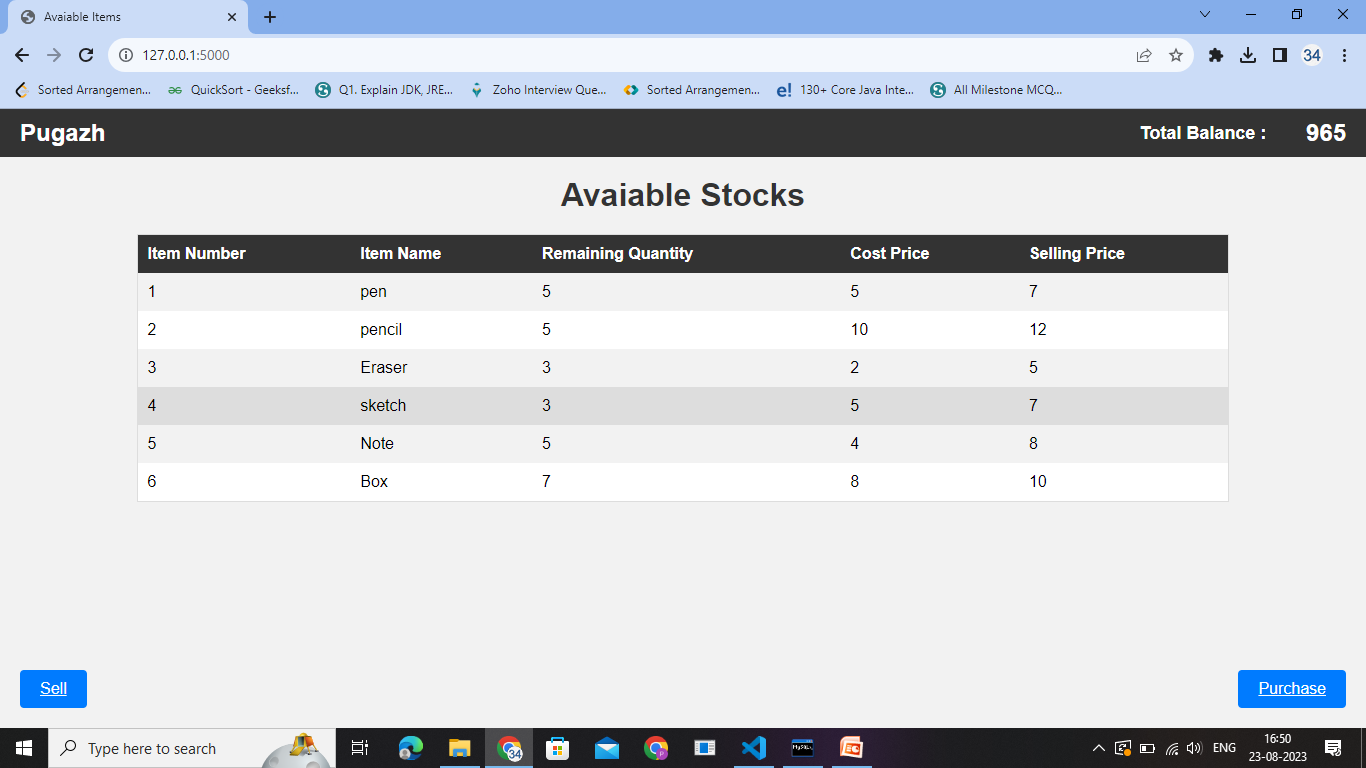 Avaiable Items
127.0.0.1:5000
34
Sorted Arrangemen... QuickSort - Geeksf... Q1. Explain JDK, JRE... Zoho Interview Que... Sorted Arrangemen... e! 130+ Core Java Inte... All Milestone MCQ...
Pugazh Total Balance : 965
Avaiable Stocks
Item Number Item Name Remaining Quantity Cost Price Selling Price
1 pen 5 5 7
2 pencil 5 10 12
3 Eraser 3 2 5
4 sketch 3 5 7
5 Note 5 4 8
6 Box 7 8 10
Sell Purchase
Type here to search 34 ENG 16:50
23-08-2023